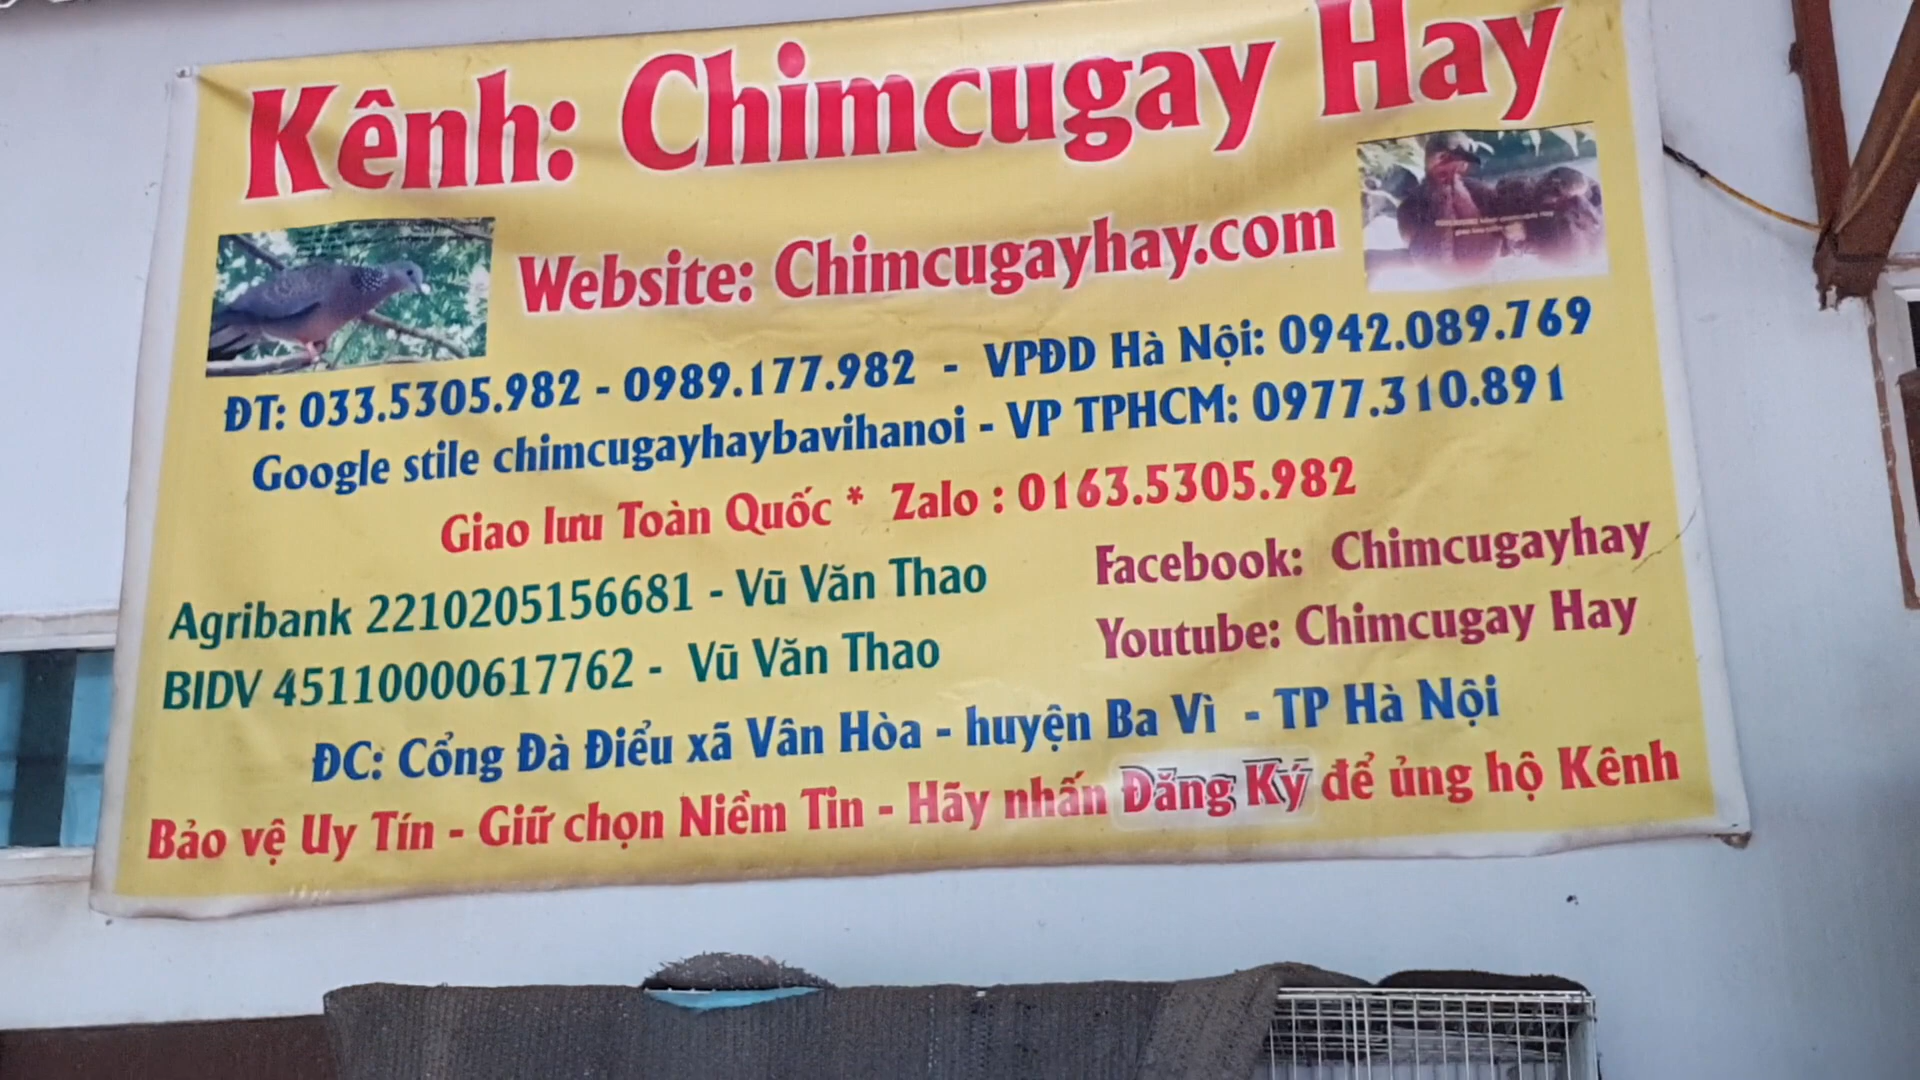 Kênh: Chimcugay Hay
Website: Chimcugayhay.com
ĐT: 033.5305.982 - 0989.177.982 - VPĐD Hà Nội: 0942.089.769
Google stile chimcugayhaybavihanoi - VP TPHCM: 0977.310.891
Giao lưu Toàn Quốc * Zalo : 0163.5305.982
Agribank 2210205156681 - Vũ Văn Thao
BIDV 45110000617762 - Vũ Văn Thao
Facebook: Chimcugayhay
Youtube: Chimcugay Hay
ĐC: Cổng Đà Điểu xã Vân Hòa - huyện Ba Vì - TP Hà Nội
Bảo vệ Uy Tín - Giữ chọn Niềm Tin - Hãy nhấn Đăng Ký để ủng hộ Kênh